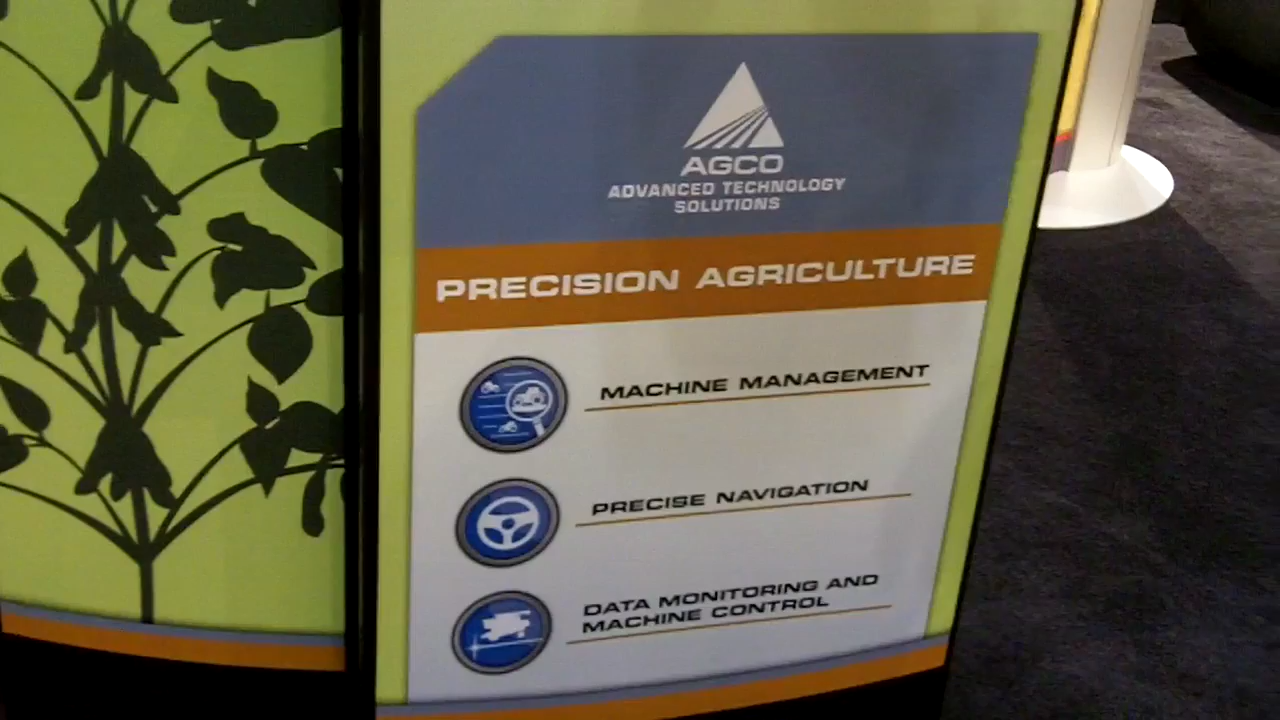 AGCO
ADVANCED TECHNOLOGY
SOLUTIONS
PRECISION AGRICULTURE
MACHINE MANAGEMENT
PRECISE NAVIGATION
DATA MONITORING AND
MACHINE CONTROL